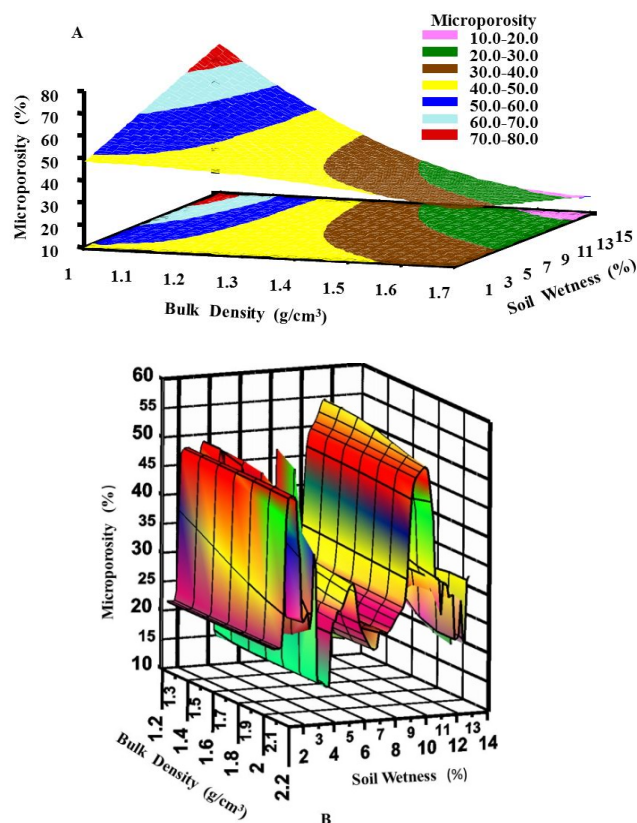 A
Microporosity
10.0-20.0
20.0-30.0
30.0-40.0
40.0-50.0
50.0-60.0
60.0-70.0
70.0-80.0
Microporosity (%)
80
70
60
50
40
30
20
10
1 1.1 1.2 1.3 1.4 1.5 1.6 1.7
Bulk Density (g/cm³)
1 3 5 7 9 11 13 15
Soil Wetness (%)
Microporosity (%)
60
55
50
45
40
35
30
25
20
15
10
1.2 1.3 1.4 1.5 1.6 1.7 1.8 1.9 2 2.1 2.2
Bulk Density (g/cm³)
2 3 4 5 6 7 8 9 10 11 12 13 14
Soil Wetness (%)
B